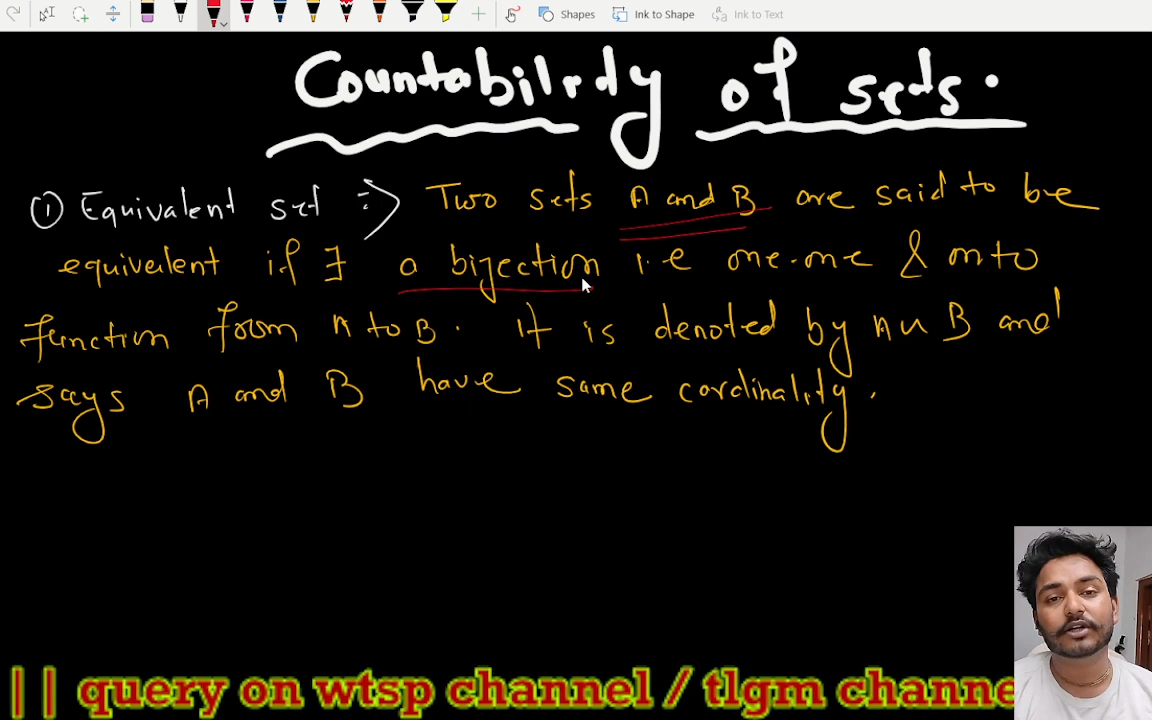 Shapes Ink to Shape Ink to Text
Countability of sets.
① Equivalent set :⇒ Two sets A and B are said to be
equivalent if ∃ a bijection i.e one-one & onto
function from A to B. It is denoted by A ~ B and
says A and B have same cardinality.
|| query on wtsp channel / tlgm channe